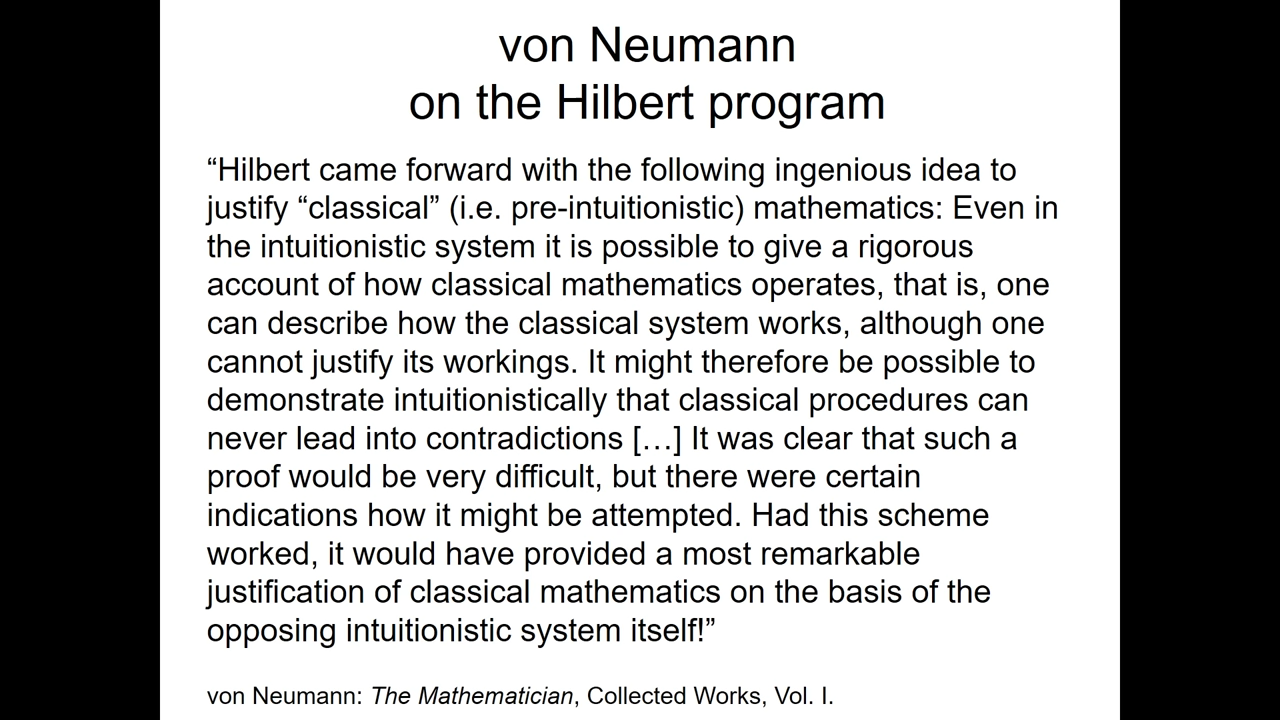 von Neumann
on the Hilbert program
“Hilbert came forward with the following ingenious idea to
justify “classical” (i.e. pre-intuitionistic) mathematics: Even in
the intuitionistic system it is possible to give a rigorous
account of how classical mathematics operates, that is, one
can describe how the classical system works, although one
cannot justify its workings. It might therefore be possible to
demonstrate intuitionistically that classical procedures can
never lead into contradictions […] It was clear that such a
proof would be very difficult, but there were certain
indications how it might be attempted. Had this scheme
worked, it would have provided a most remarkable
justification of classical mathematics on the basis of the
opposing intuitionistic system itself!”
von Neumann: The Mathematician, Collected Works, Vol. I.